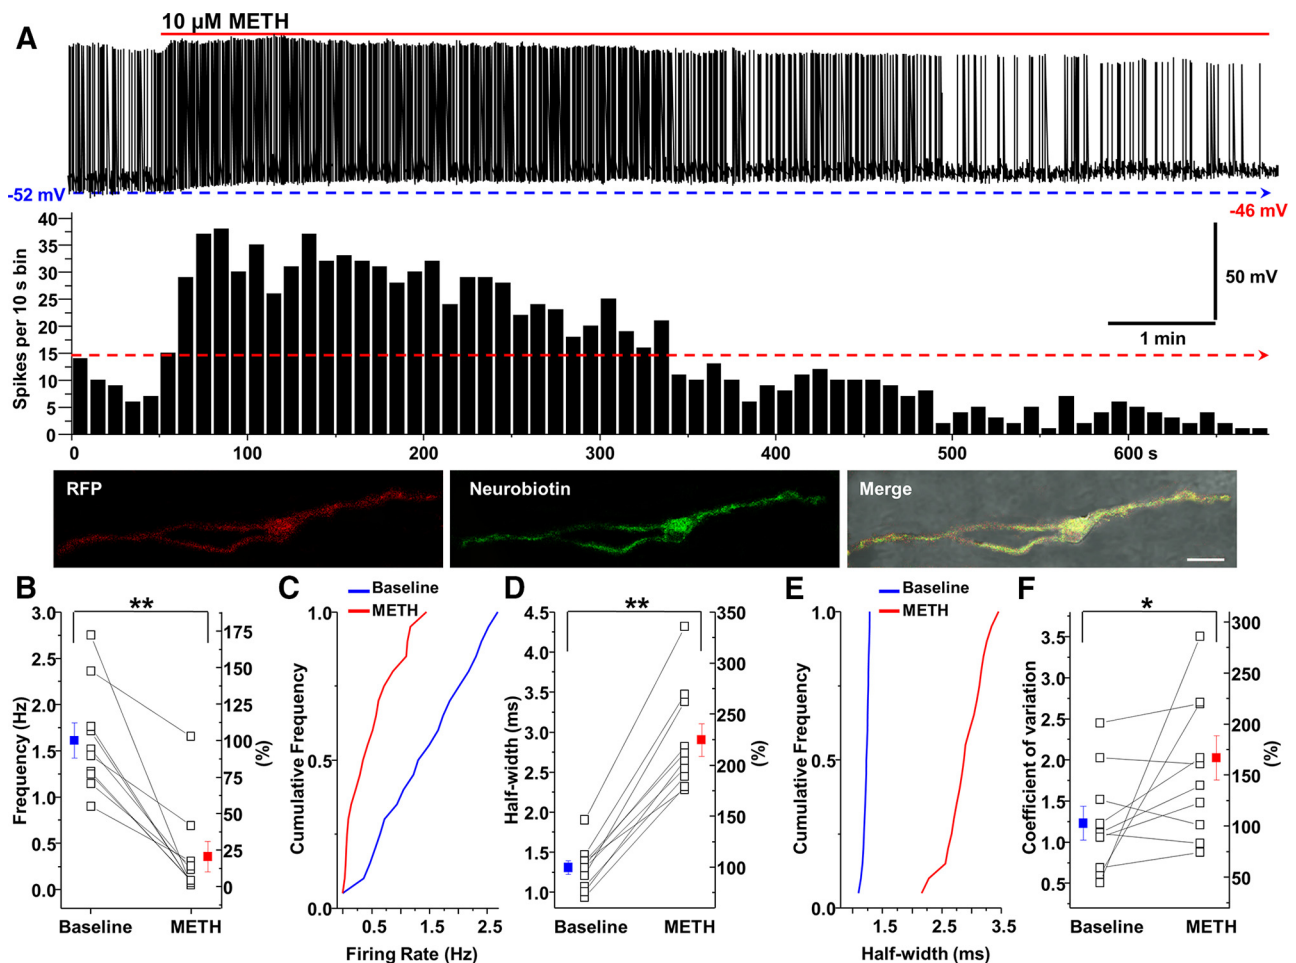 A
10 µM METH
-52 mV
-46 mV
50 mV
1 min
Spikes per 10 s bin
40
35
30
25
20
15
10
5
0
0 100 200 300 400 500 600 s
RFP
Neurobiotin
Merge
B
**
Frequency (Hz)
3.0
2.5
2.0
1.5
1.0
0.5
0.0
175
150
125
100
75
50
25
0
(%)
Baseline METH
C
Baseline
METH
Cumulative Frequency
1.0
0.5
0.0
0.5 1.5 2.5
Firing Rate (Hz)
D
**
Half-width (ms)
4.5
4.0
3.5
3.0
2.5
2.0
1.5
1.0
350
300
250
200
150
100
(%)
Baseline METH
E
Baseline
METH
Cumulative Frequency
1.0
0.5
0.0
1.5 2.5 3.5
Half-width (ms)
F
*
Coefficient of variation
3.5
3.0
2.5
2.0
1.5
1.0
0.5
300
250
200
150
100
50
(%)
Baseline METH